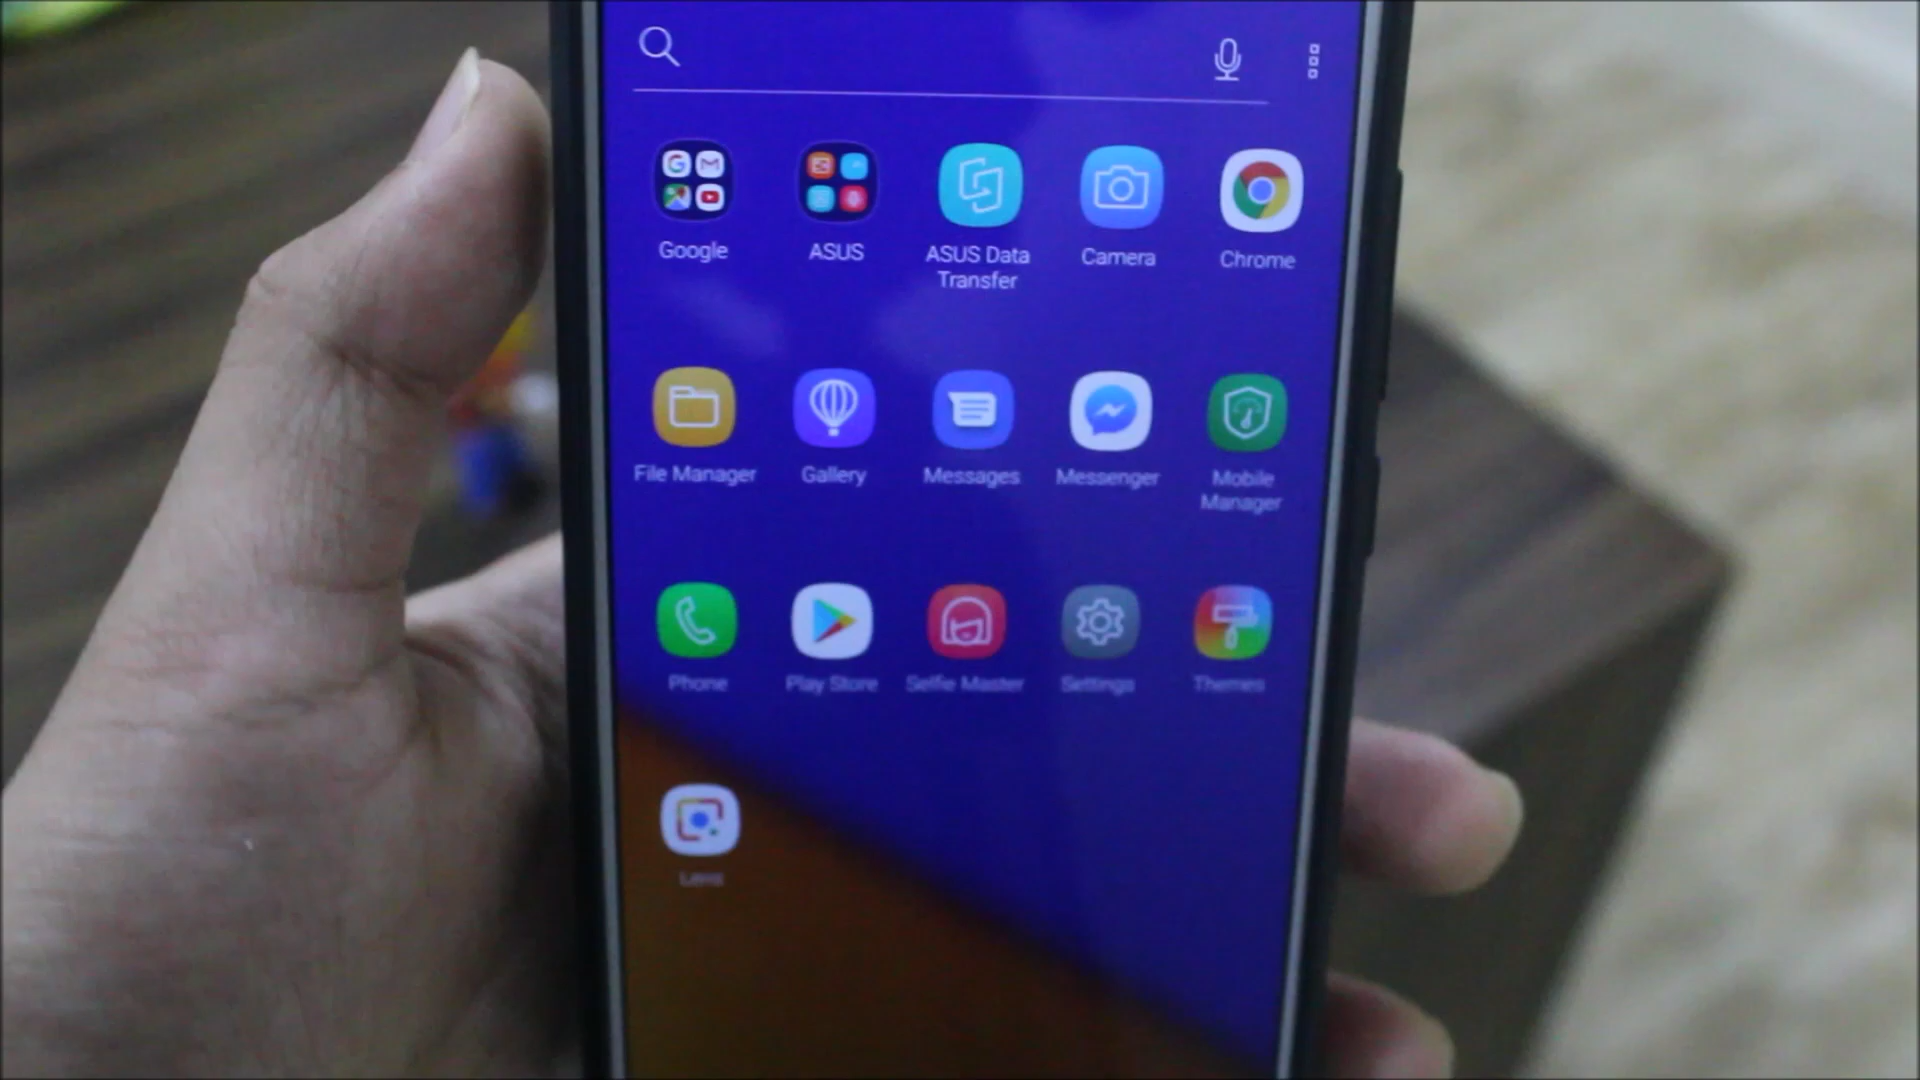 Google
ASUS
ASUS Data
Transfer
Camera
Chrome
File Manager
Gallery
Messages
Messenger
Mobile
Manager
Phone
Play Store
Selfie Master
Settings
Themes
Lens